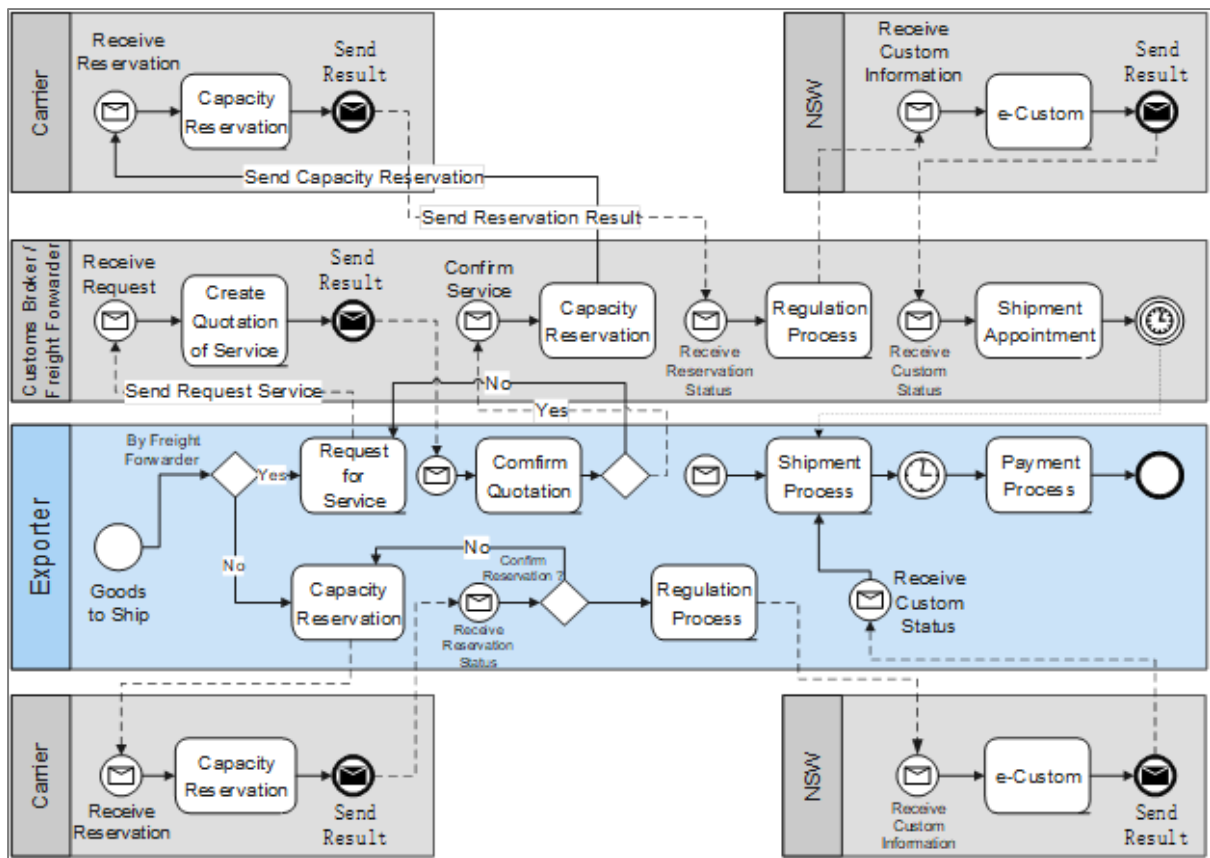 Carrier
Receive
Reservation
Capacity
Reservation
Send
Result
NSW
Receive
Custom
Information
e-Custom
Send
Result
Send Capacity Reservation
Send Reservation Result
Customs Broker /
Freight Forwarder
Receive
Request
Create
Quotation
of Service
Send
Result
Confirm
Service
Capacity
Reservation
Receive
Reservation
Status
Regulation
Process
Receive
Custom
Status
Shipment
Appointment
Send Request Service
No
Yes
Exporter
By Freight
Forwarder
Yes
Request
for
Service
Comfirm
Quotation
Shipment
Process
Payment
Process
No
Goods
to Ship
Capacity
Reservation
No
Confirm
Reservation ?
Receive
Reservation
Status
Regulation
Process
Receive
Custom
Status
Carrier
Receive
Reservation
Capacity
Reservation
Send
Result
NSW
Receive
Custom
Information
e-Custom
Send
Result